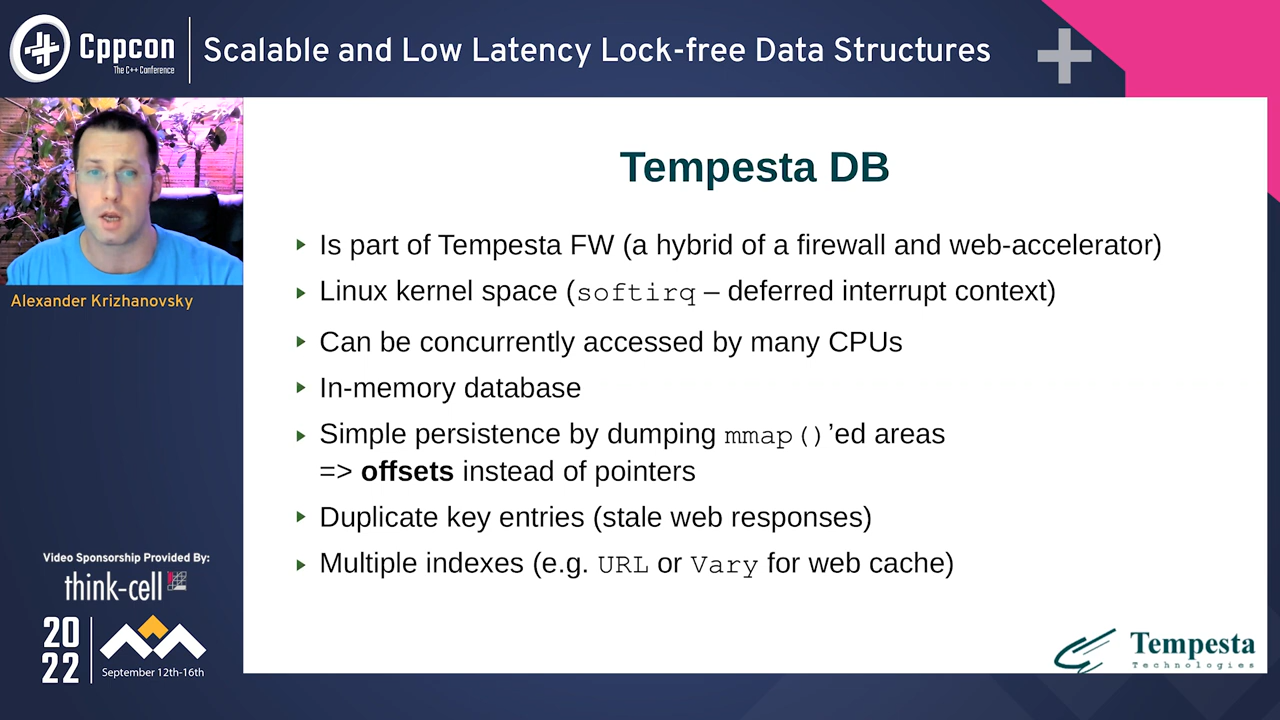 Cppcon
The C++ Conference
Scalable and Low Latency Lock-free Data Structures
Alexander Krizhanovsky
Tempesta DB
Is part of Tempesta FW (a hybrid of a firewall and web-accelerator)
Linux kernel space (softirq – deferred interrupt context)
Can be concurrently accessed by many CPUs
In-memory database
Simple persistence by dumping mmap()’ed areas
=> offsets instead of pointers
Duplicate key entries (stale web responses)
Multiple indexes (e.g. URL or Vary for web cache)
Video Sponsorship Provided By:
think-cell
20
22
September 12th-16th
Tempesta
Technologies